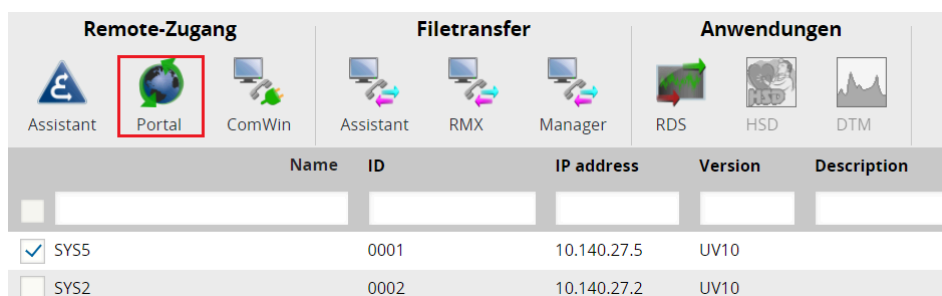 Remote-Zugang Filetransfer Anwendungen
Assistant Portal ComWin Assistant RMX Manager RDS HSD DTM
Name ID IP address Version Description
SYS5 0001 10.140.27.5 UV10
SYS2 0002 10.140.27.2 UV10